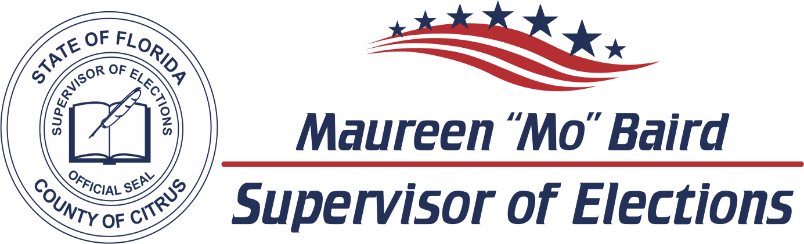 STATE OF FLORIDA
SUPERVISOR OF ELECTIONS
OFFICIAL SEAL
COUNTY OF CITRUS
Maureen “Mo” Baird
Supervisor of Elections